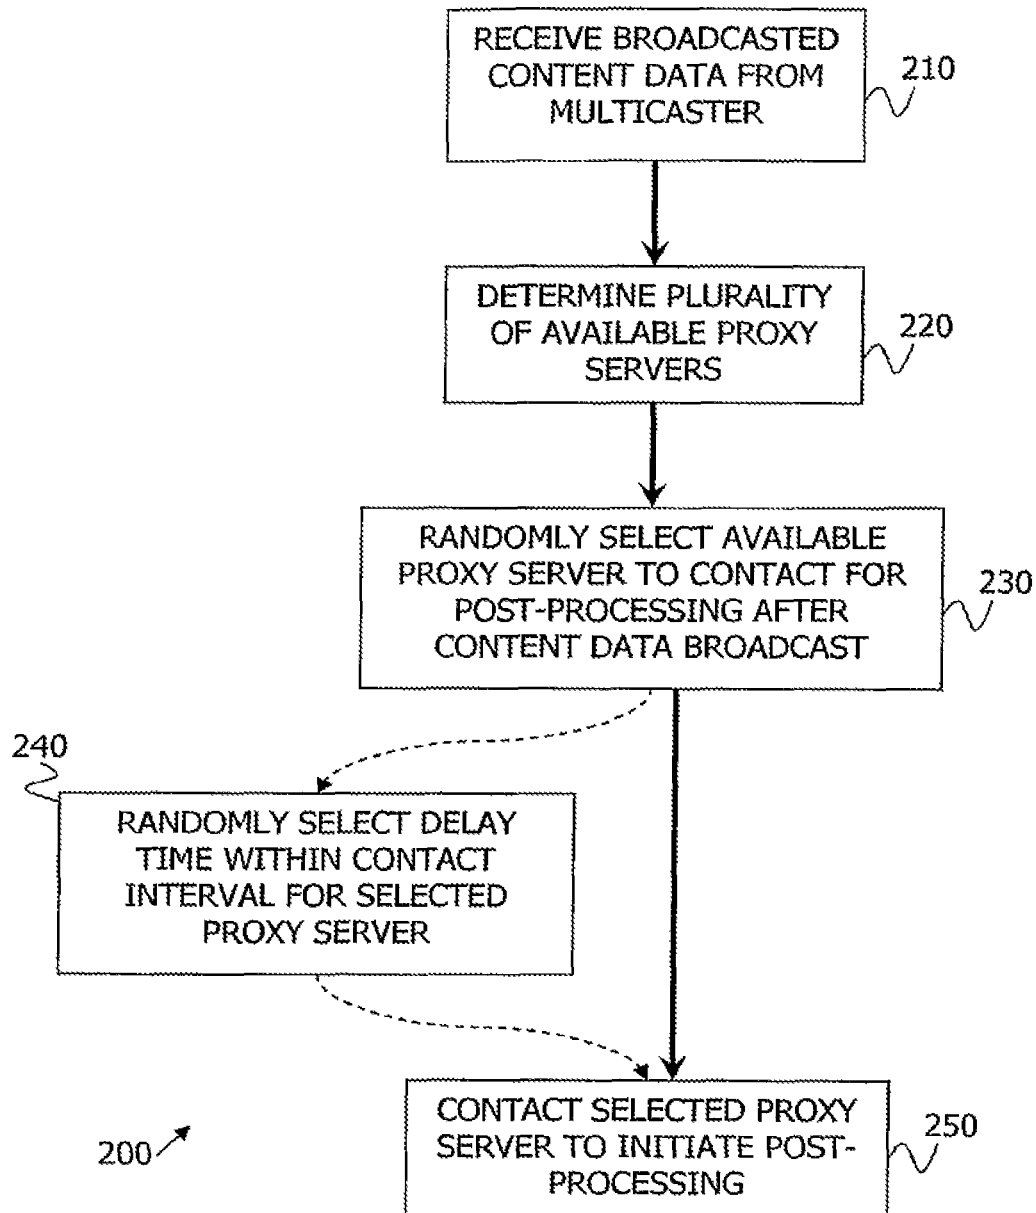 RECEIVE BROADCASTED
CONTENT DATA FROM
MULTICASTER
210
DETERMINE PLURALITY
OF AVAILABLE PROXY
SERVERS
220
RANDOMLY SELECT AVAILABLE
PROXY SERVER TO CONTACT FOR
POST-PROCESSING AFTER
CONTENT DATA BROADCAST
230
240
RANDOMLY SELECT DELAY
TIME WITHIN CONTACT
INTERVAL FOR SELECTED
PROXY SERVER
CONTACT SELECTED PROXY
SERVER TO INITIATE POST-
PROCESSING
250
200